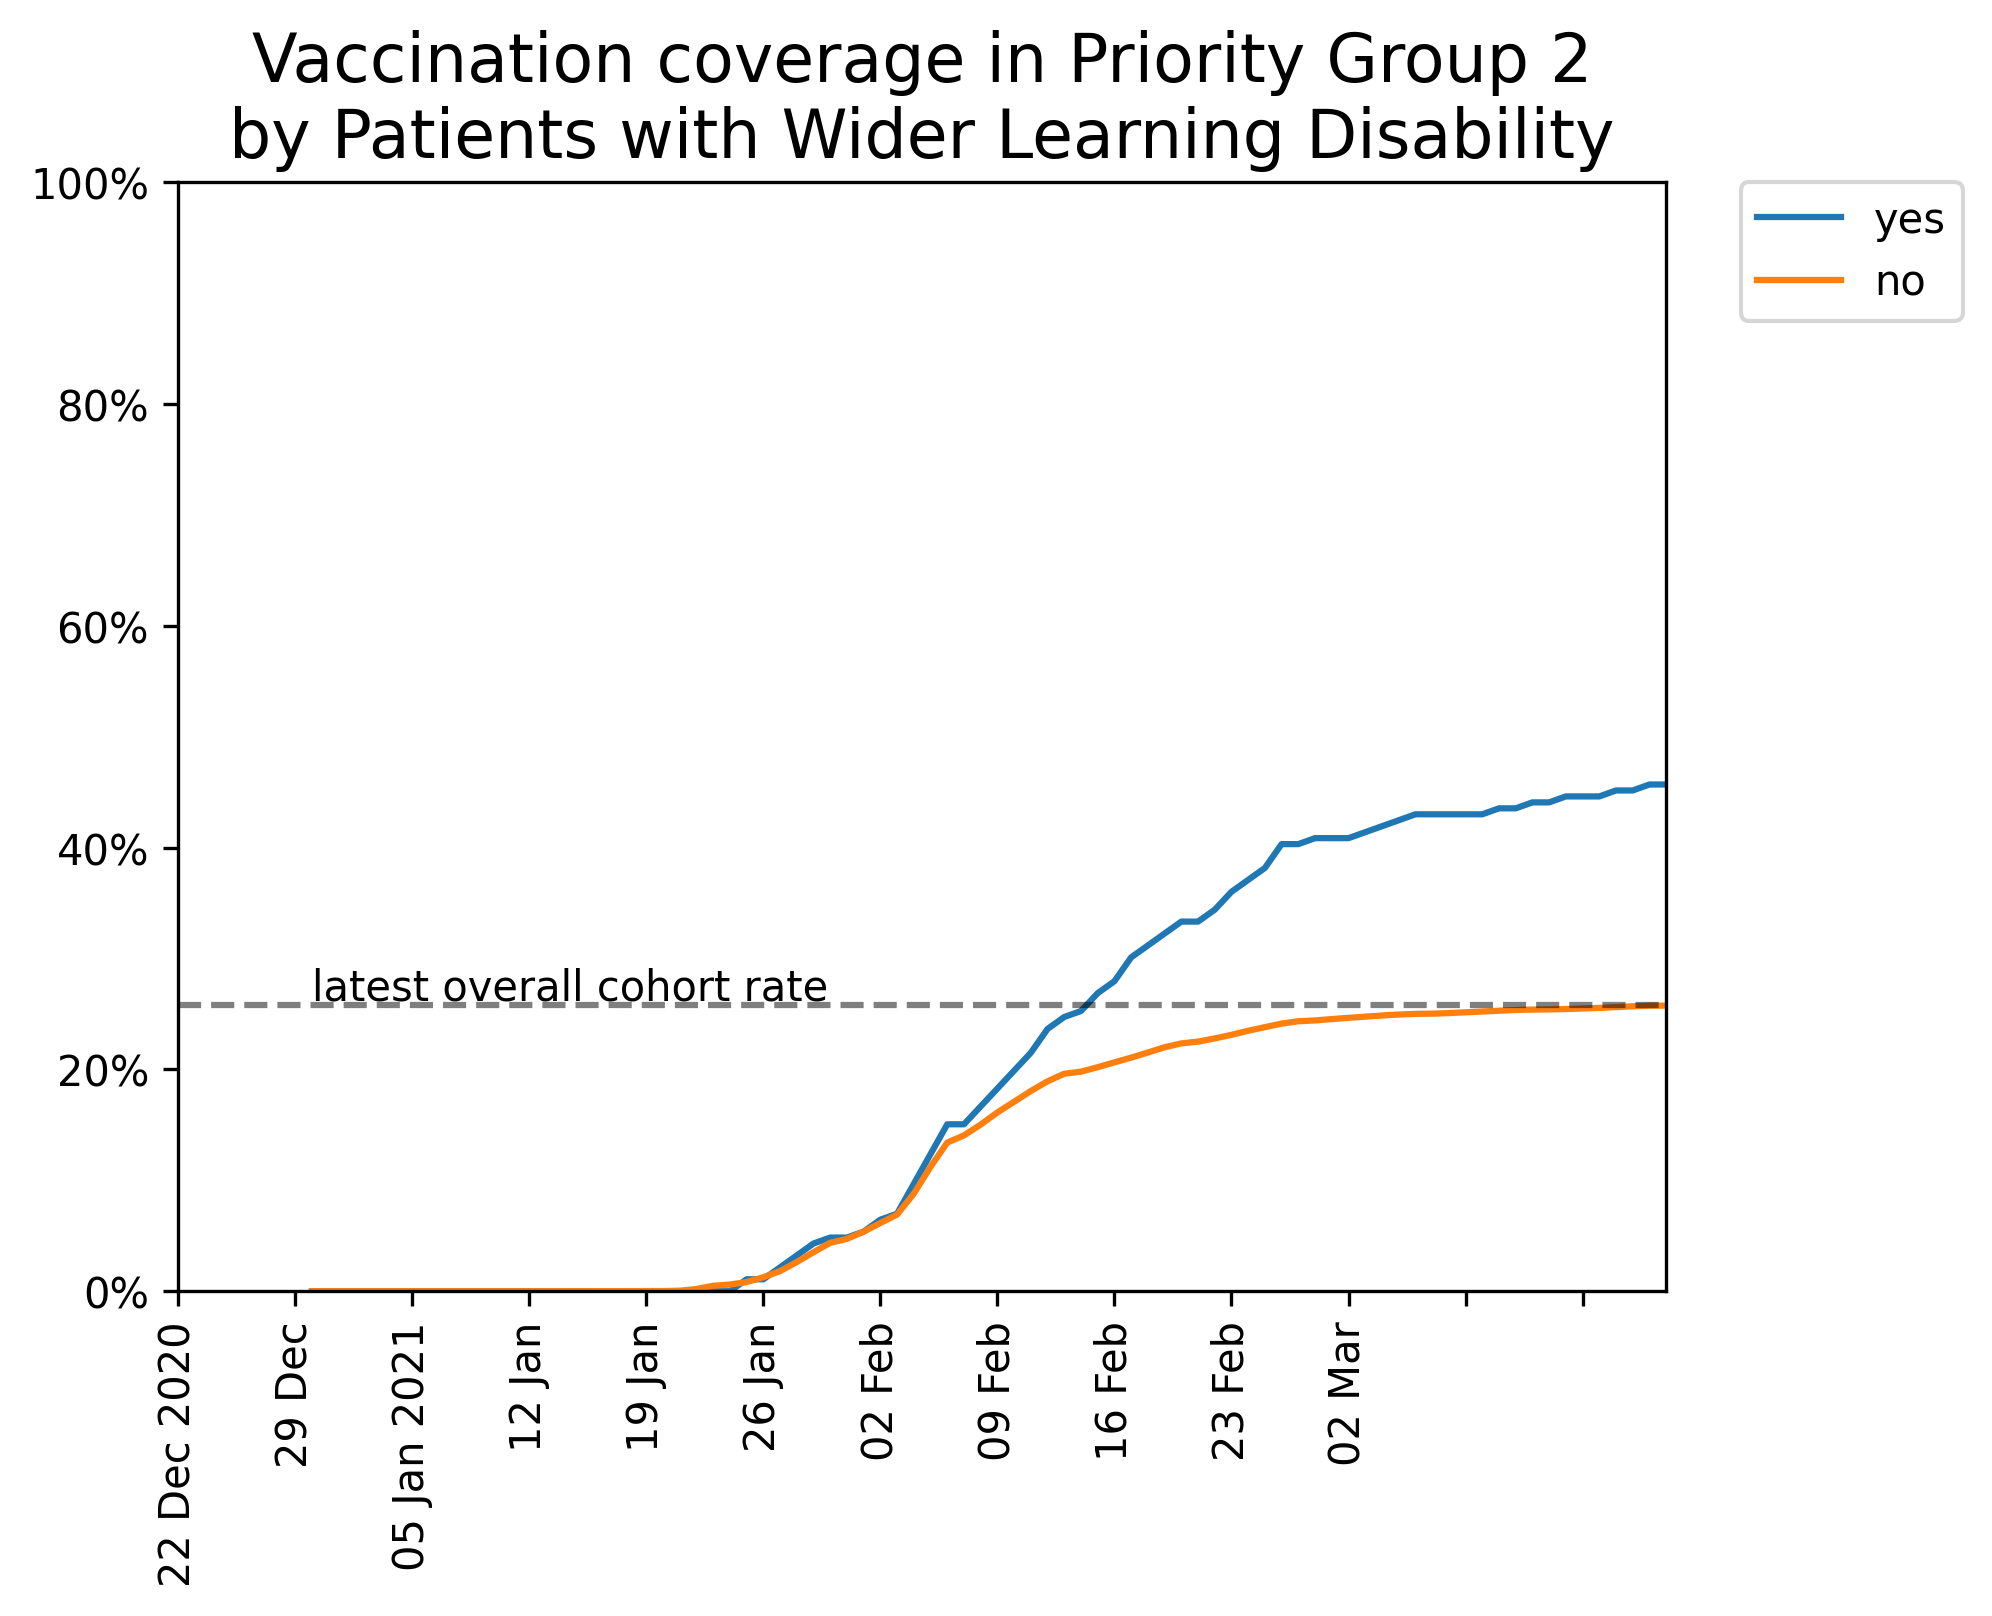 Vaccination coverage in Priority Group 2
by Patients with Wider Learning Disability
100%
80%
60%
40%
20%
0%
latest overall cohort rate
yes
no
22 Dec 2020
29 Dec
05 Jan 2021
12 Jan
19 Jan
26 Jan
02 Feb
09 Feb
16 Feb
23 Feb
02 Mar